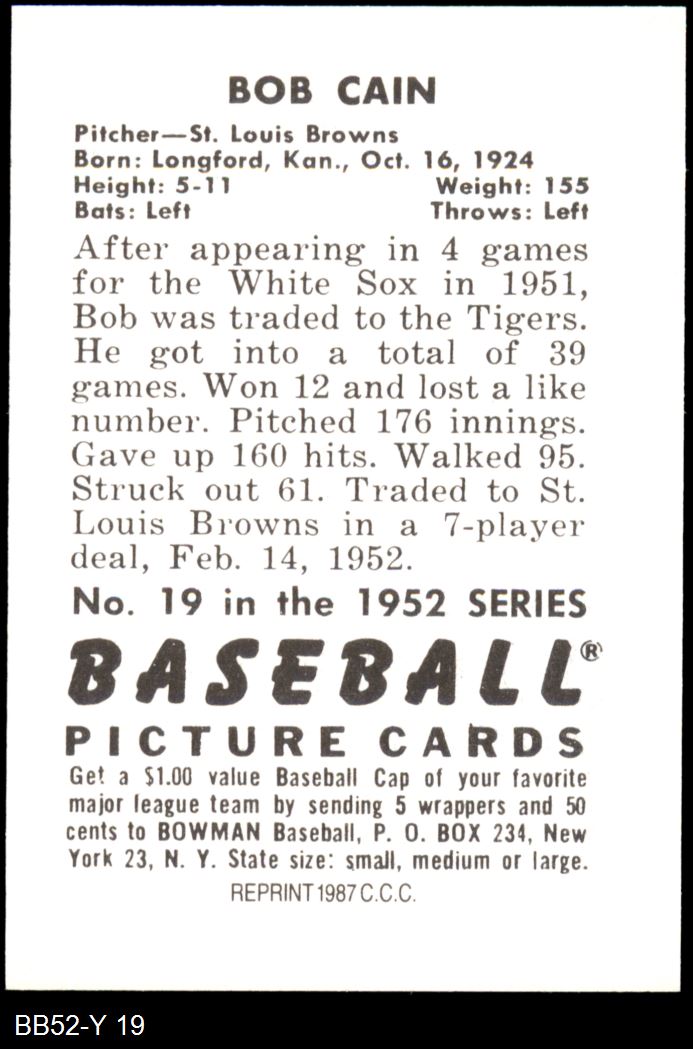 BOB CAIN
Pitcher—St. Louis Browns
Born: Longford, Kan., Oct. 16, 1924
Height: 5-11 Weight: 155
Bats: Left Throws: Left
After appearing in 4 games
for the White Sox in 1951,
Bob was traded to the Tigers.
He got into a total of 39
games. Won 12 and lost a like
number. Pitched 176 innings.
Gave up 160 hits. Walked 95.
Struck out 61. Traded to St.
Louis Browns in a 7-player
deal, Feb. 14, 1952.
No. 19 in the 1952 SERIES
BASEBALL®
PICTURE CARDS
Get a $1.00 value Baseball Cap of your favorite
major league team by sending 5 wrappers and 50
cents to BOWMAN Baseball, P. O. BOX 234, New
York 23, N. Y. State size: small, medium or large.
REPRINT 1987 C.C.C.
BB52-Y 19